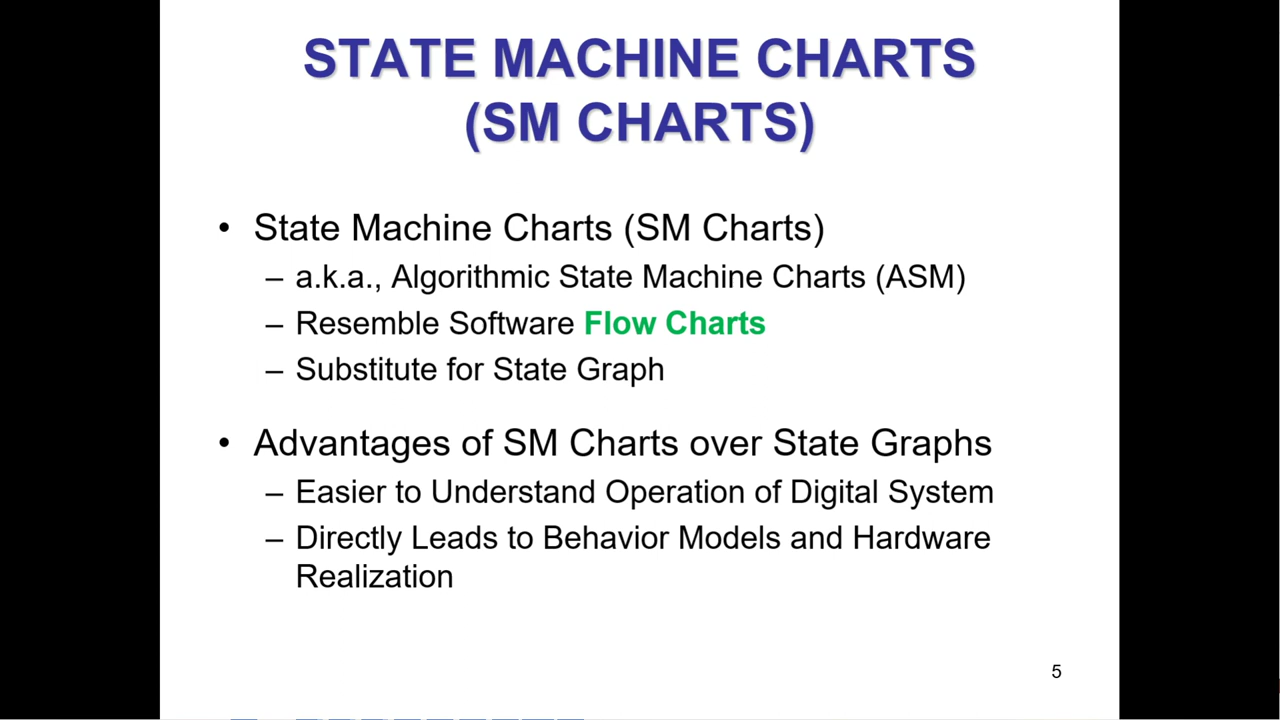 STATE MACHINE CHARTS
(SM CHARTS)
• State Machine Charts (SM Charts)
– a.k.a., Algorithmic State Machine Charts (ASM)
– Resemble Software Flow Charts
– Substitute for State Graph
• Advantages of SM Charts over State Graphs
– Easier to Understand Operation of Digital System
– Directly Leads to Behavior Models and Hardware
Realization
5